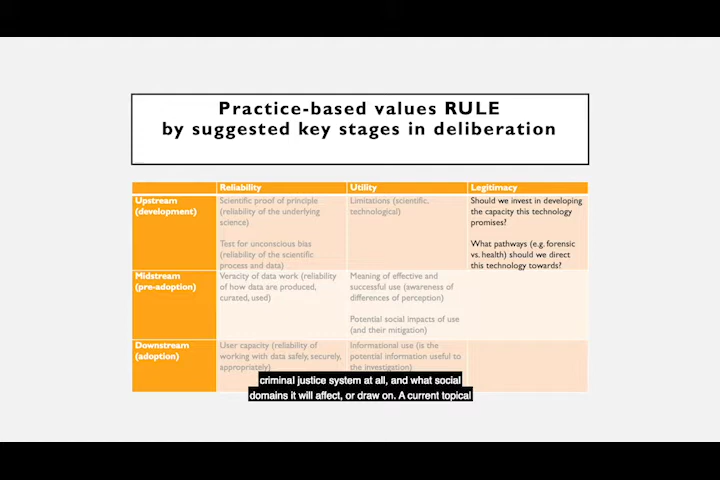 Practice-based values RULE
by suggested key stages in deliberation
Reliability
Utility
Legitimacy
Upstream
(development)
Scientific proof of principle
(reliability of the underlying
science)
Test for unconscious bias
(reliability of the scientific
process and data)
Limitations (scientific,
technological)
Should we invest in developing
the capacity this technology
promises?
What pathways (e.g. forensic
vs. health) should we direct
this technology towards?
Midstream
(pre-adoption)
Veracity of data work (reliability
of how data are produced,
curated, used)
Meaning of effective and
successful use (awareness of
differences of perception)
Potential social impacts of use
(and their mitigation)
Downstream
(adoption)
User capacity (reliability of
working with data safely, securely,
appropriately)
Informational use (is the
potential information useful to
the investigation)
criminal justice system at all, and what social
domains it will affect, or draw on. A current topical